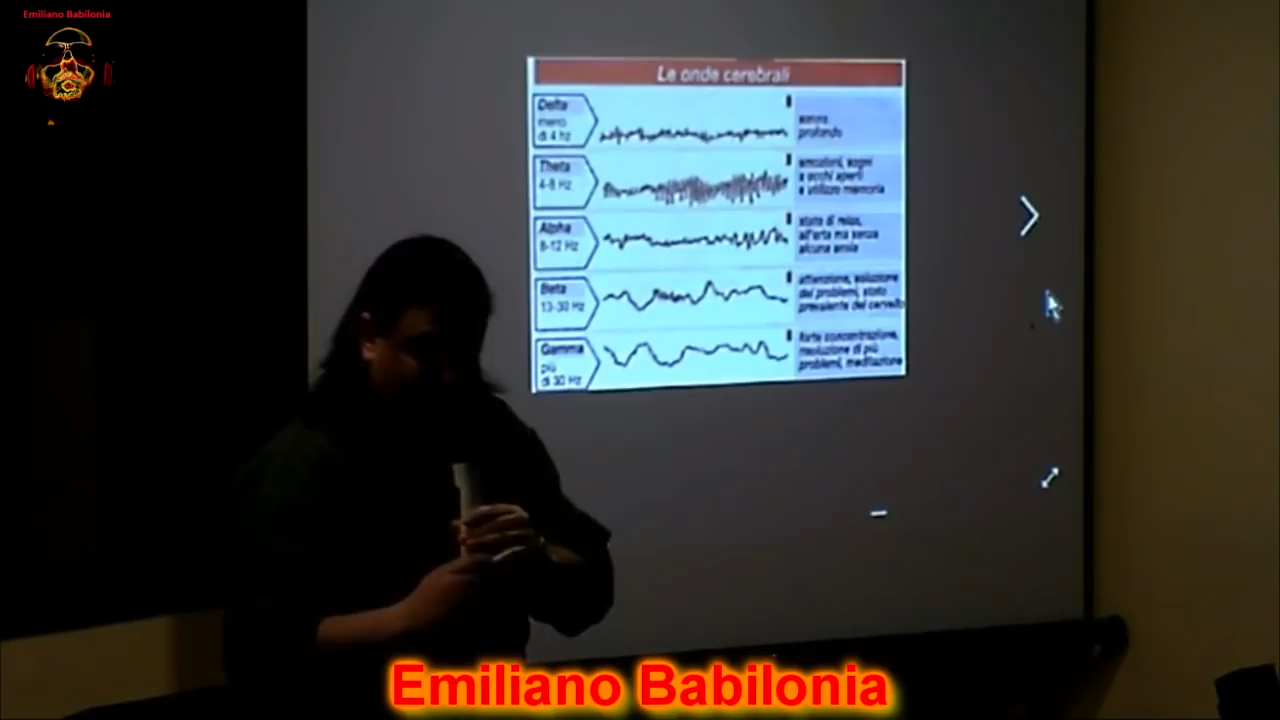 Emiliano Babilonia
Le onde cerebrali
Delta
meno
di 4 hz
sonno
profondo
Theta
4-8 Hz
emozioni, sogni
a occhi aperti
e utilizzo memoria
Alpha
8-12 Hz
stato di relax,
all'erta ma senza
alcuna ansia
Beta
13-30 Hz
attenzione, soluzione
dei problemi, stato
prevalente del cervello
Gamma
più
di 30 Hz
forte concentrazione,
risoluzione di più
problemi, meditazione
Emiliano Babilonia